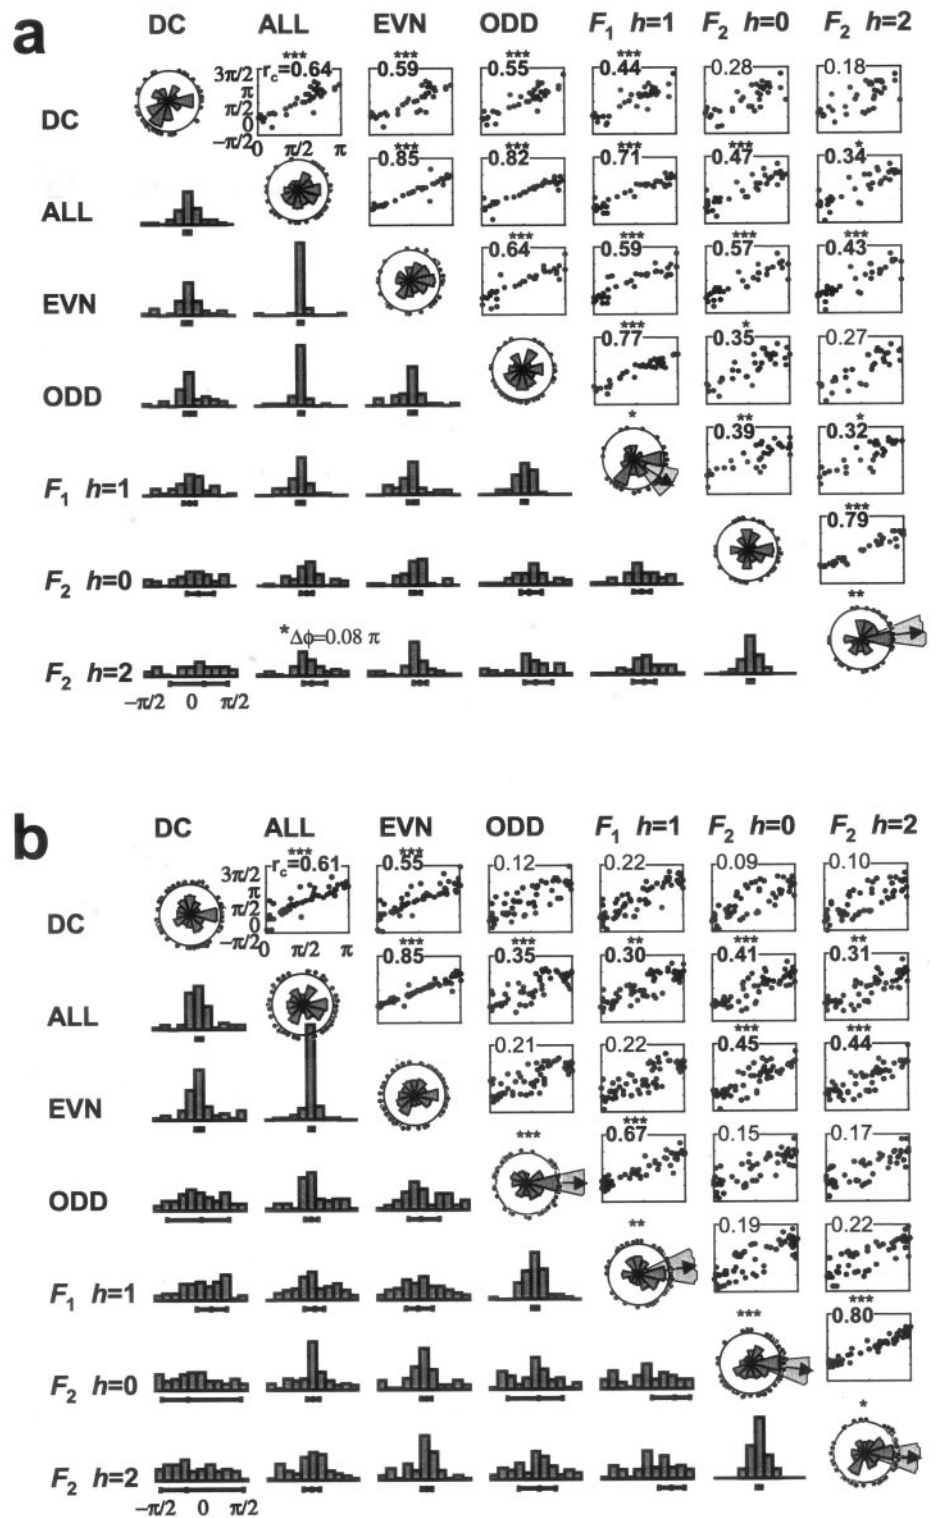 a
DC ALL EVN ODD F1 h=1 F2 h=0 F2 h=2
*** *** *** ***
DC 3π/2 π π/2 0 −π/2 rc=0.64 0.59 0.55 0.44 0.28 0.18
0 π/2 π
*** *** *** *** *
ALL 0.85 0.82 0.71 0.47 0.34
*** *** *** ***
EVN 0.64 0.59 0.57 0.43
*** *
ODD 0.77 0.35 0.27
* ** *
F1 h=1 0.39 0.32
***
F2 h=0 0.79
**
*Δϕ=0.08 π
F2 h=2
−π/2 0 π/2
b
DC ALL EVN ODD F1 h=1 F2 h=0 F2 h=2
*** ***
DC 3π/2 π π/2 0 −π/2 rc=0.61 0.55 0.12 0.22 0.09 0.10
0 π/2 π
*** *** ** *** **
ALL 0.85 0.35 0.30 0.41 0.31
*** ***
EVN 0.21 0.22 0.45 0.44
*** ***
ODD 0.67 0.15 0.17
**
F1 h=1 0.19 0.22
*** ***
F2 h=0 0.80
*
F2 h=2
−π/2 0 π/2